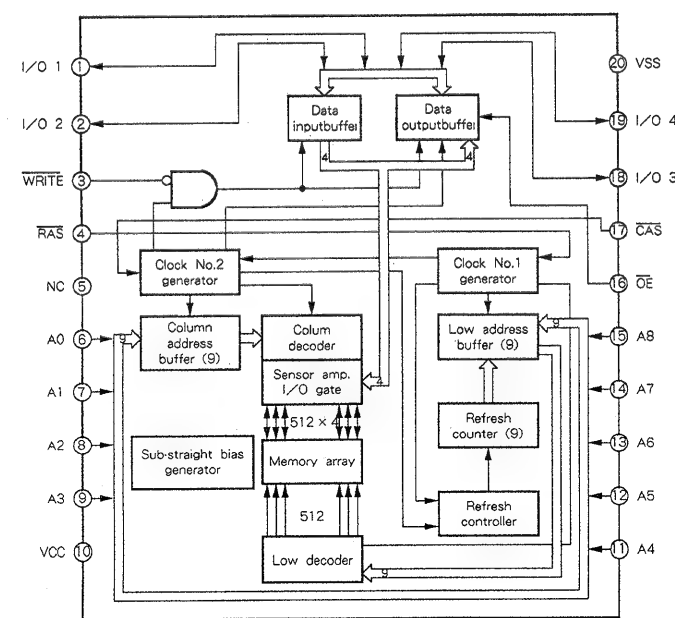 I/O 1 1
I/O 2 2
WRITE 3
RAS 4
NC 5
A0 6
A1 7
A2 8
A3 9
VCC 10
20 VSS
19 I/O 4
18 I/O 3
17 CAS
16 OE
15 A8
14 A7
13 A6
12 A5
11 A4
Data
inputbuffer
Data
outputbuffer
4
4
Clock No.2
generator
Clock No.1
generator
9
Column
address
buffer (9)
Colum
decoder
Low address
buffer (9)
9
Sensor amp.
I/O gate
4
512 × 4
Refresh
counter (9)
Sub·straight bias
generator
Memory array
512
Refresh
controller
Low decoder
9